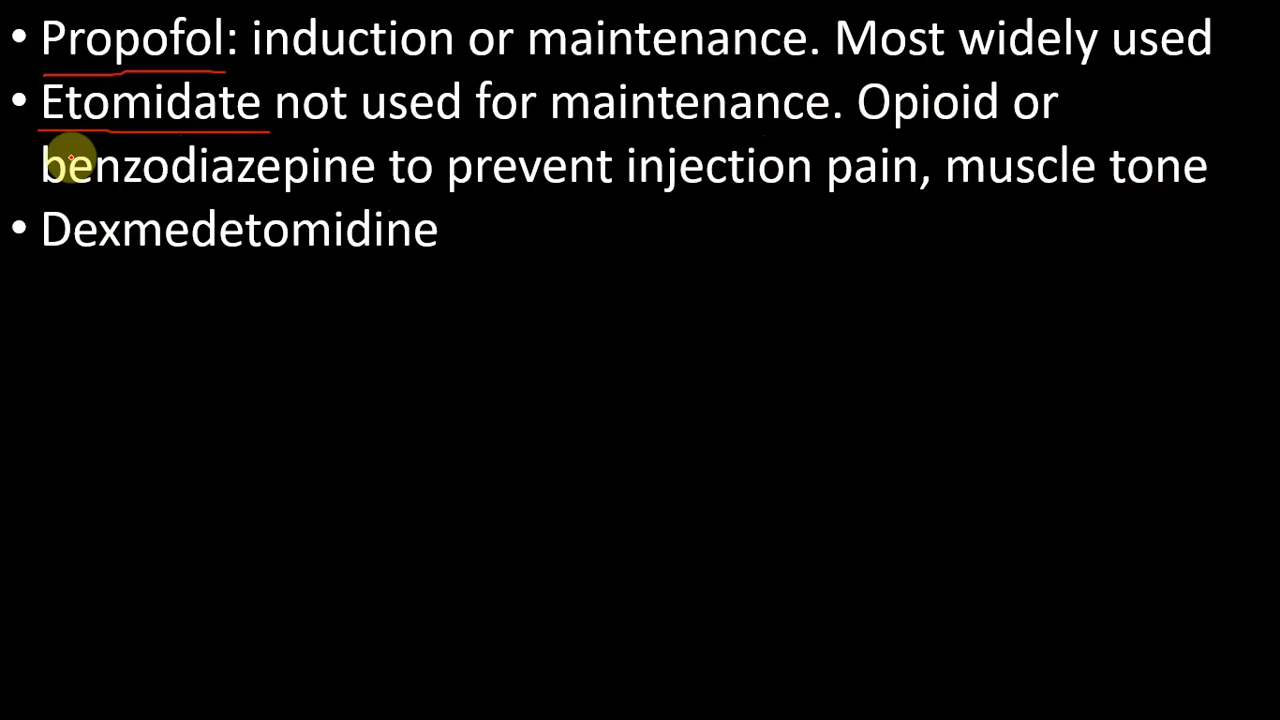 • Propofol: induction or maintenance. Most widely used
• Etomidate not used for maintenance. Opioid or
benzodiazepine to prevent injection pain, muscle tone
• Dexmedetomidine